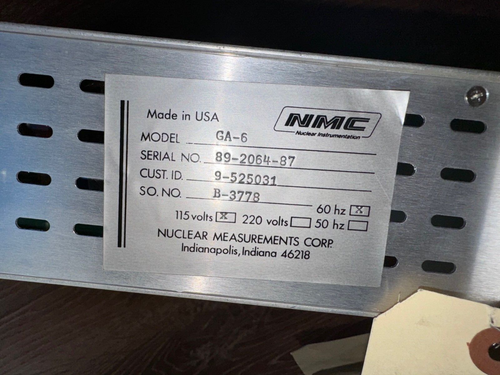 Made in USA
NMC
Nuclear Instrumentation
MODEL GA-6
SERIAL NO. 89-2064-87
CUST. ID. 9-525031
SO. NO. B-3778
115 volts X 220 volts 60 hz X
50 hz
NUCLEAR MEASUREMENTS CORP.
Indianapolis, Indiana 46218